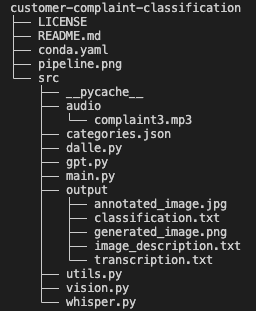 customer-complaint-classification
├── LICENSE
├── README.md
├── conda.yaml
├── pipeline.png
└── src
    ├── __pycache__
    ├── audio
    │   └── complaint3.mp3
    ├── categories.json
    ├── dalle.py
    ├── gpt.py
    ├── main.py
    ├── output
    │   ├── annotated_image.jpg
    │   ├── classification.txt
    │   ├── generated_image.png
    │   ├── image_description.txt
    │   └── transcription.txt
    ├── utils.py
    ├── vision.py
    └── whisper.py